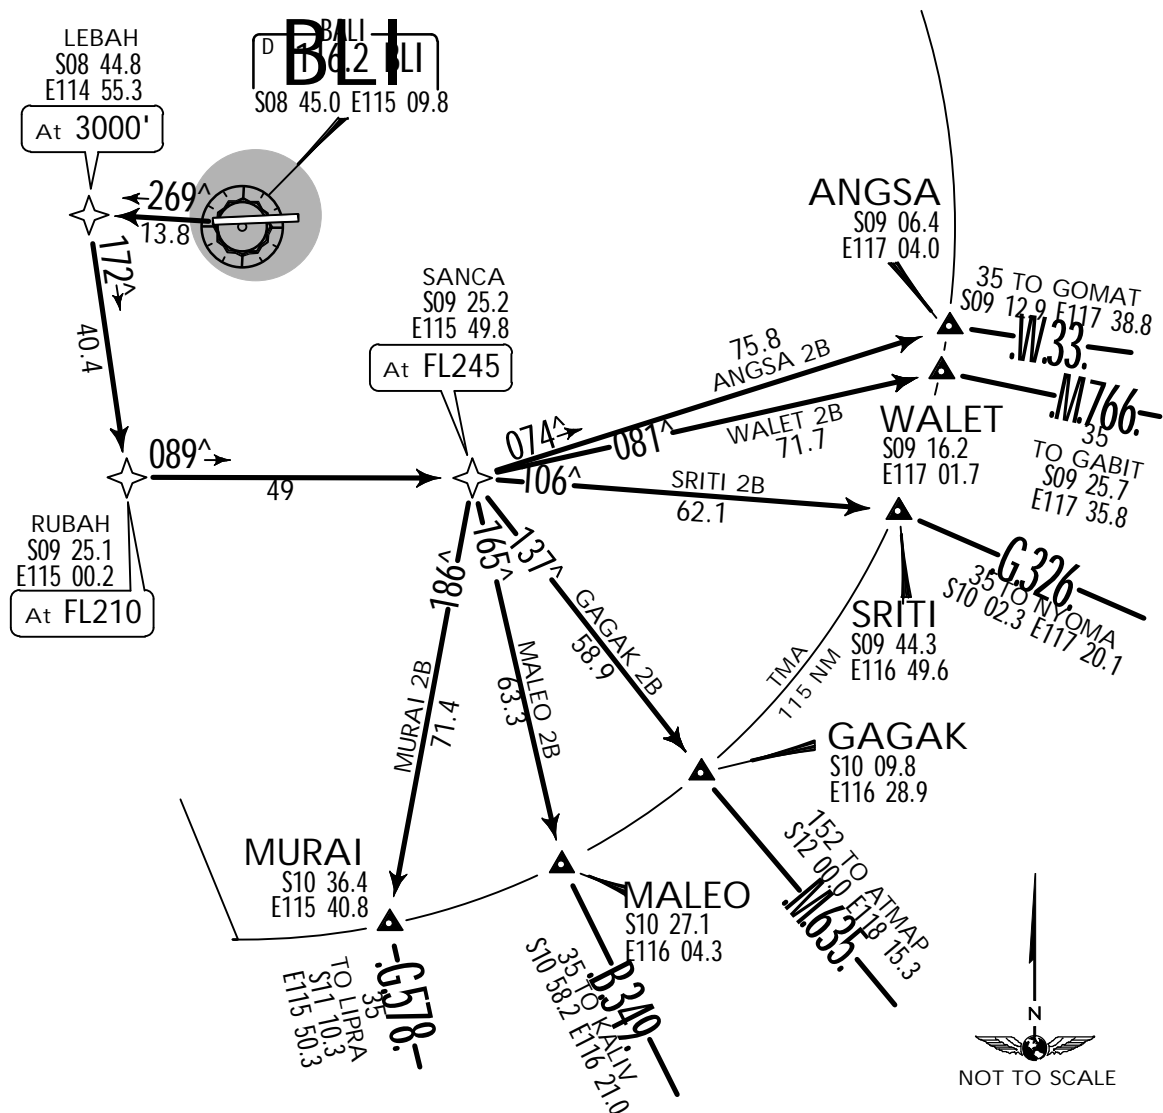 LEBAH
S08 44.8
E114 55.3
At 3000'
BLI
BALI
D 116.2 BLI
S08 45.0 E115 09.8
269^
13.8
172^
40.4
RUBAH
S09 25.1
E115 00.2
At FL210
089^
49
SANCA
S09 25.2
E115 49.8
At FL245
ANGSA
S09 06.4
E117 04.0
35 TO GOMAT
S09 12.9 E117 38.8
.W.33.
074^
75.8
ANGSA 2B
081^
WALET 2B
71.7
WALET
S09 16.2
E117 01.7
.M.766.
35
TO GABIT
S09 25.7
E117 35.8
106^
SRITI 2B
62.1
SRITI
S09 44.3
E116 49.6
.G.326.
35 TO NYOMA
S10 02.3 E117 20.1
137^
GAGAK 2B
58.9
TMA
115 NM
GAGAK
S10 09.8
E116 28.9
152 TO ATMAP
S12 00.0 E118 15.3
.M.635.
165^
MALEO 2B
63.3
MALEO
S10 27.1
E116 04.3
.B.349.
35 TO KALIV
S10 58.2 E116 21.0
186^
MURAI 2B
71.4
MURAI
S10 36.4
E115 40.8
.G.578.
35
TO LIPRA
S11 10.3
E115 50.3
N
NOT TO SCALE